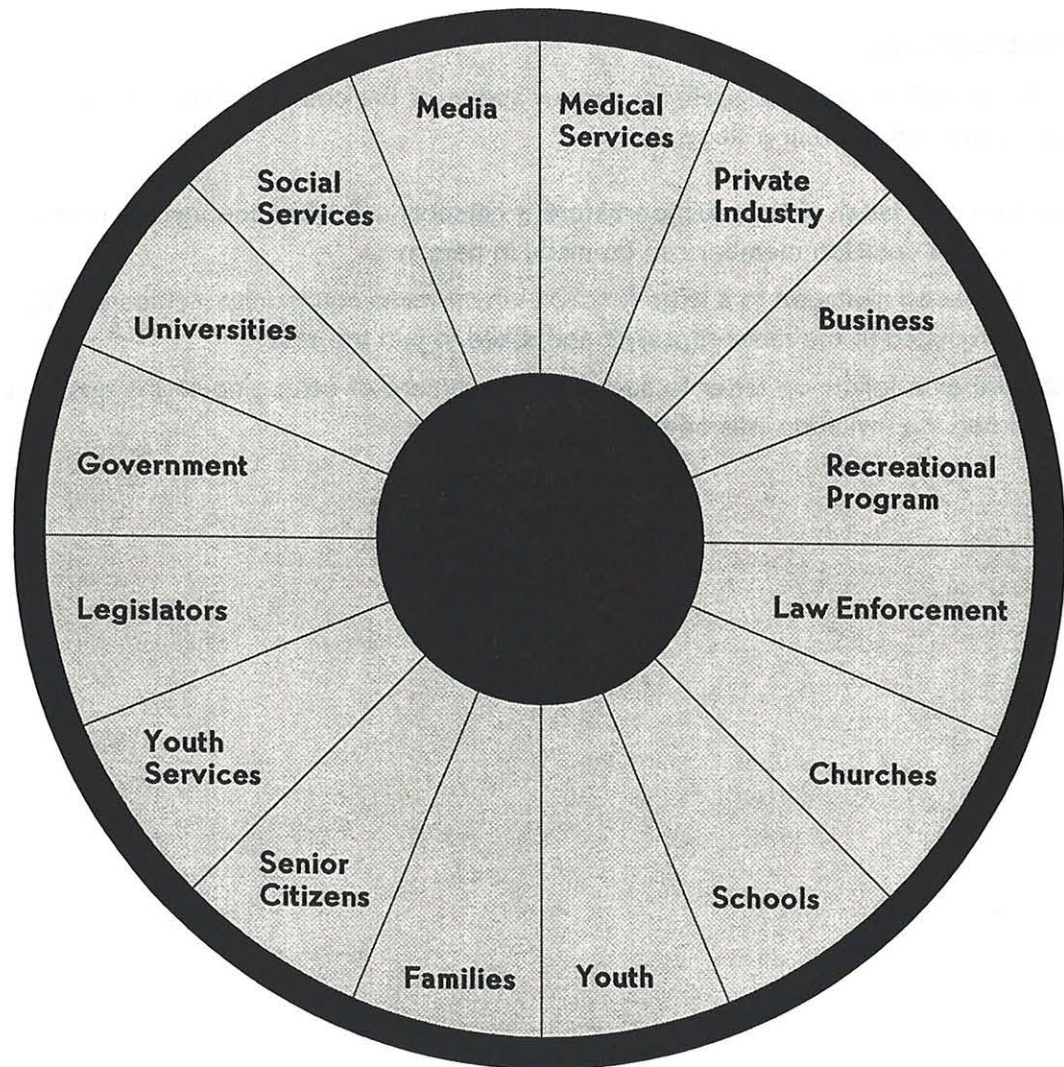 Media
Medical
Services
Private
Industry
Business
Recreational
Program
Law Enforcement
Churches
Schools
Youth
Families
Senior
Citizens
Youth
Services
Legislators
Government
Universities
Social
Services